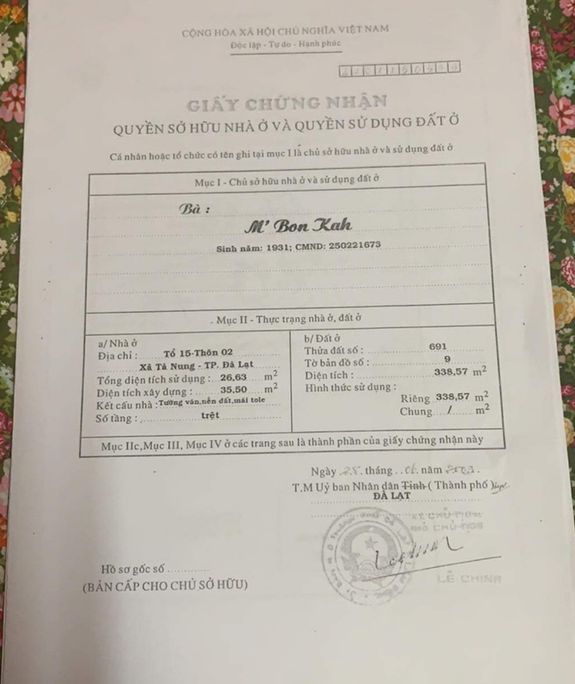 CỘNG HÒA XÃ HỘI CHỦ NGHĨA VIỆT NAM
Độc lập - Tự do - Hạnh phúc
GIẤY CHỨNG NHẬN
QUYỀN SỞ HỮU NHÀ Ở VÀ QUYỀN SỬ DỤNG ĐẤT Ở
Cá nhân hoặc tổ chức có tên ghi tại mục I là chủ sở hữu nhà ở và sử dụng đất ở
Mục I - Chủ sở hữu nhà ở và sử dụng đất ở
Bà :
M' Bon Kah
Sinh năm: 1931; CMND: 250221673
Mục II - Thực trạng nhà ở, đất ở
a/ Nhà ở
Địa chỉ : Tổ 15-Thôn 02
Xã Tà Nung - TP. Đà Lạt
Tổng diện tích sử dụng : 26,63 m2
Diện tích xây dựng : 35,50 m2
Kết cấu nhà : Tường ván,nền đất,mái tole
Số tầng : trệt
b/ Đất ở
Thửa đất số : 691
Tờ bản đồ số : 9
Diện tích : 338,57 m2
Hình thức sử dụng :
Riêng 338,57 m2
Chung / m2
Mục IIc,Mục III, Mục IV ở các trang sau là thành phần của giấy chứng nhận này
Ngày tháng năm
T.M Uỷ ban Nhân dân Tỉnh ( Thành phố
ĐÀ LẠT
LÊ CHINH
Hồ sơ gốc số
(BẢN CẤP CHO CHỦ SỞ HỮU)